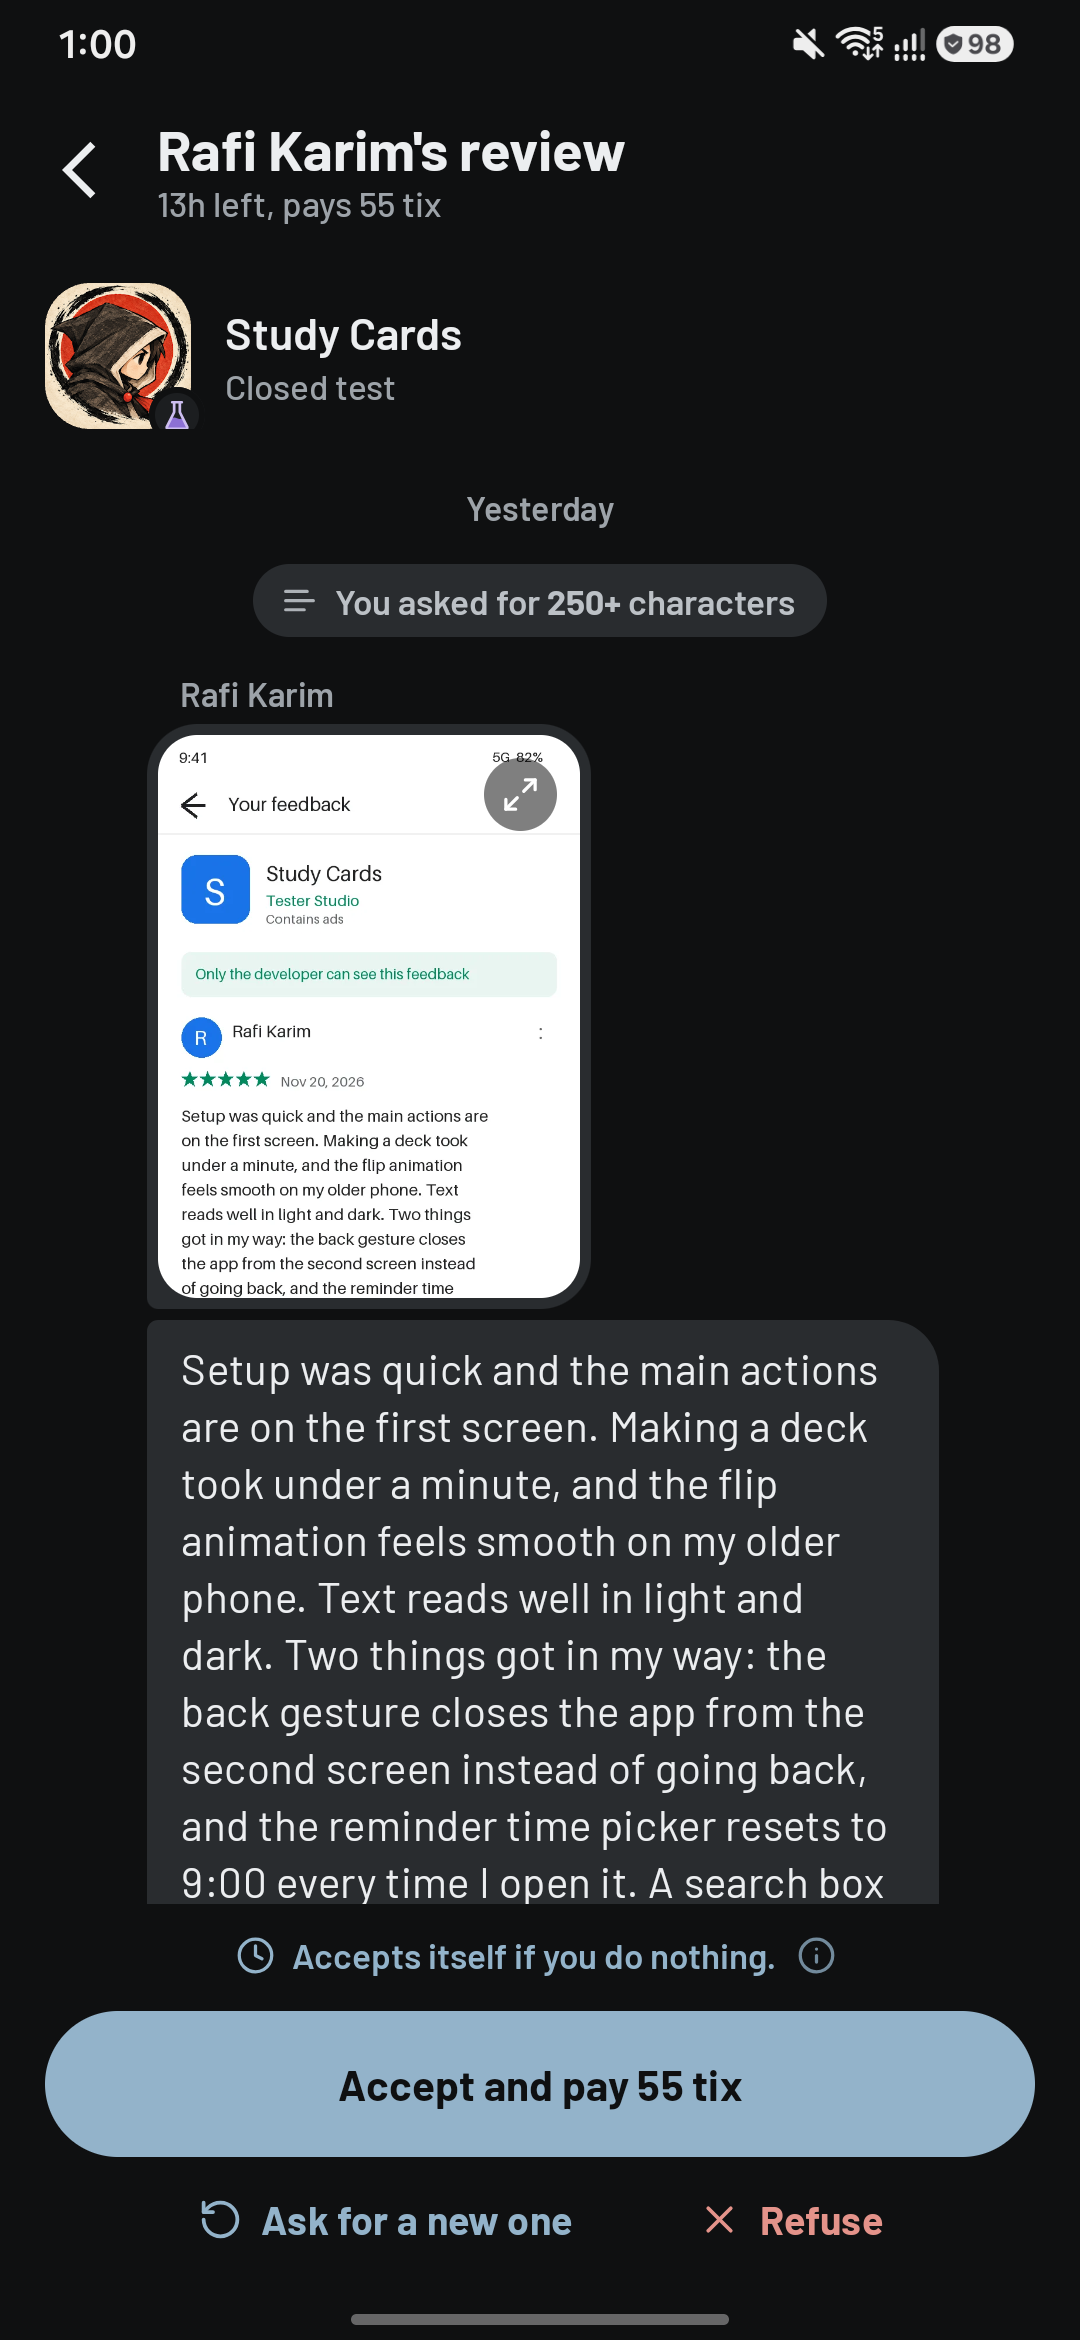 1:00
5
98
Rafi Karim's review
13h left, pays 55 tix
Study Cards
Closed test
Yesterday
You asked for 250+ characters
Rafi Karim
9:41
5G 82%
Your feedback
S
Study Cards
Tester Studio
Contains ads
Only the developer can see this feedback
R
Rafi Karim
Nov 20, 2026
Setup was quick and the main actions are
on the first screen. Making a deck took
under a minute, and the flip animation
feels smooth on my older phone. Text
reads well in light and dark. Two things
got in my way: the back gesture closes
the app from the second screen instead
of going back, and the reminder time
Setup was quick and the main actions
are on the first screen. Making a deck
took under a minute, and the flip
animation feels smooth on my older
phone. Text reads well in light and
dark. Two things got in my way: the
back gesture closes the app from the
second screen instead of going back,
and the reminder time picker resets to
9:00 every time I open it. A search box
Accepts itself if you do nothing.
Accept and pay 55 tix
Ask for a new one
Refuse